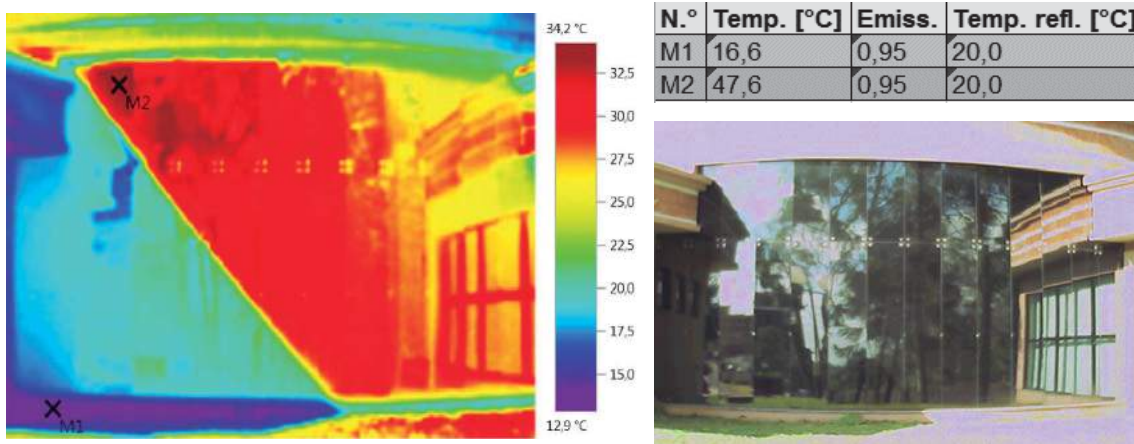 34,2 °C
32,5
30,0
27,5
25,0
22,5
20,0
17,5
15,0
12,9 °C
M2
M1
N.° Temp. [°C] Emiss. Temp. refl. [°C]
M1 16,6 0,95 20,0
M2 47,6 0,95 20,0